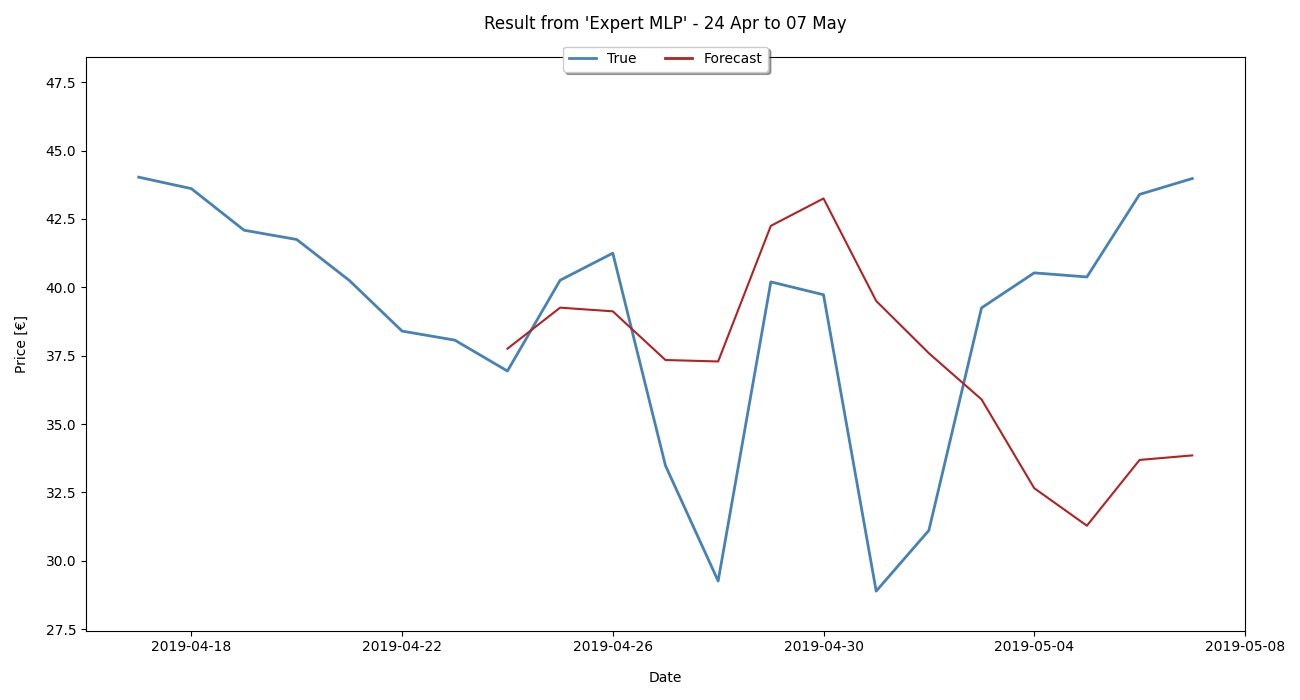 Result from 'Expert MLP' - 24 Apr to 07 May
True Forecast
47.5
45.0
42.5
40.0
37.5
35.0
32.5
30.0
27.5
Price [€]
2019-04-18 2019-04-22 2019-04-26 2019-04-30 2019-05-04 2019-05-08
Date